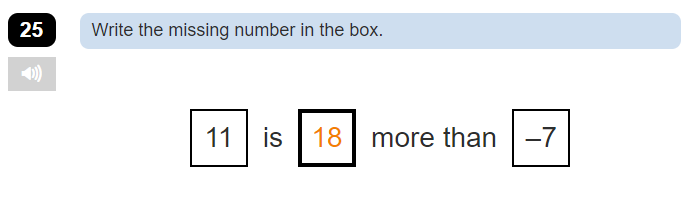 25 Write the missing number in the box.
11 is 18 more than –7